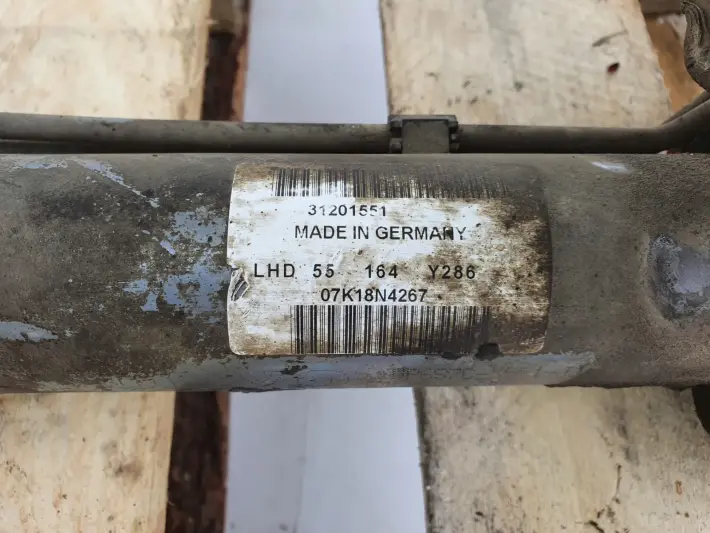 31201551
MADE IN GERMANY
LHD 55 164 Y286
07K18N4267